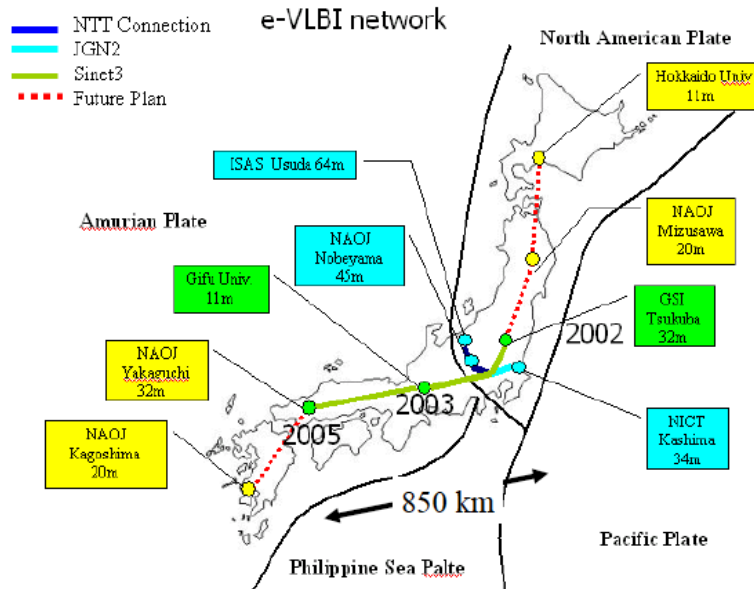 e-VLBI network
NTT Connection
JGN2
Sinet3
Future Plan
North American Plate
Hokkaido Univ.
11m
ISAS Usuda 64m
Amurian Plate
NAOJ
Nobeyama
45m
NAOJ
Mizusawa
20m
Gifu Univ.
11m
GSI
Tsukuba
32m
2002
NAOJ
Yakaguchi
32m
2003
2005
NICT
Kashima
34m
NAOJ
Kagoshima
20m
850 km
Pacific Plate
Philippine Sea Palte